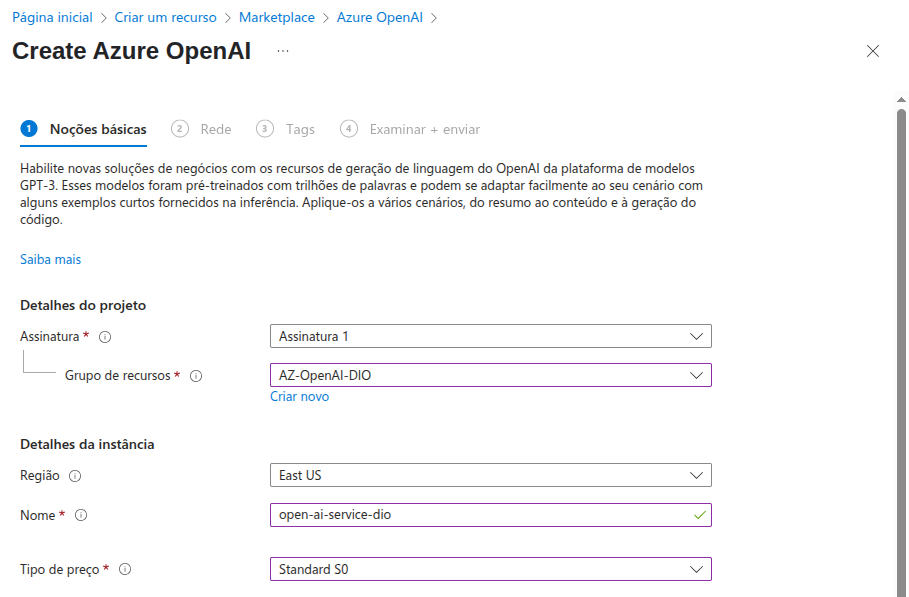 Página inicial > Criar um recurso > Marketplace > Azure OpenAI >
Create Azure OpenAI ...
1 Noções básicas 2 Rede 3 Tags 4 Examinar + enviar
Habilite novas soluções de negócios com os recursos de geração de linguagem do OpenAI da plataforma de modelos
GPT-3. Esses modelos foram pré-treinados com trilhões de palavras e podem se adaptar facilmente ao seu cenário com
alguns exemplos curtos fornecidos na inferência. Aplique-os a vários cenários, do resumo ao conteúdo e à geração do
código.
Saiba mais
Detalhes do projeto
Assinatura * Assinatura 1
Grupo de recursos * AZ-OpenAI-DIO
Criar novo
Detalhes da instância
Região East US
Nome * open-ai-service-dio
Tipo de preço * Standard S0